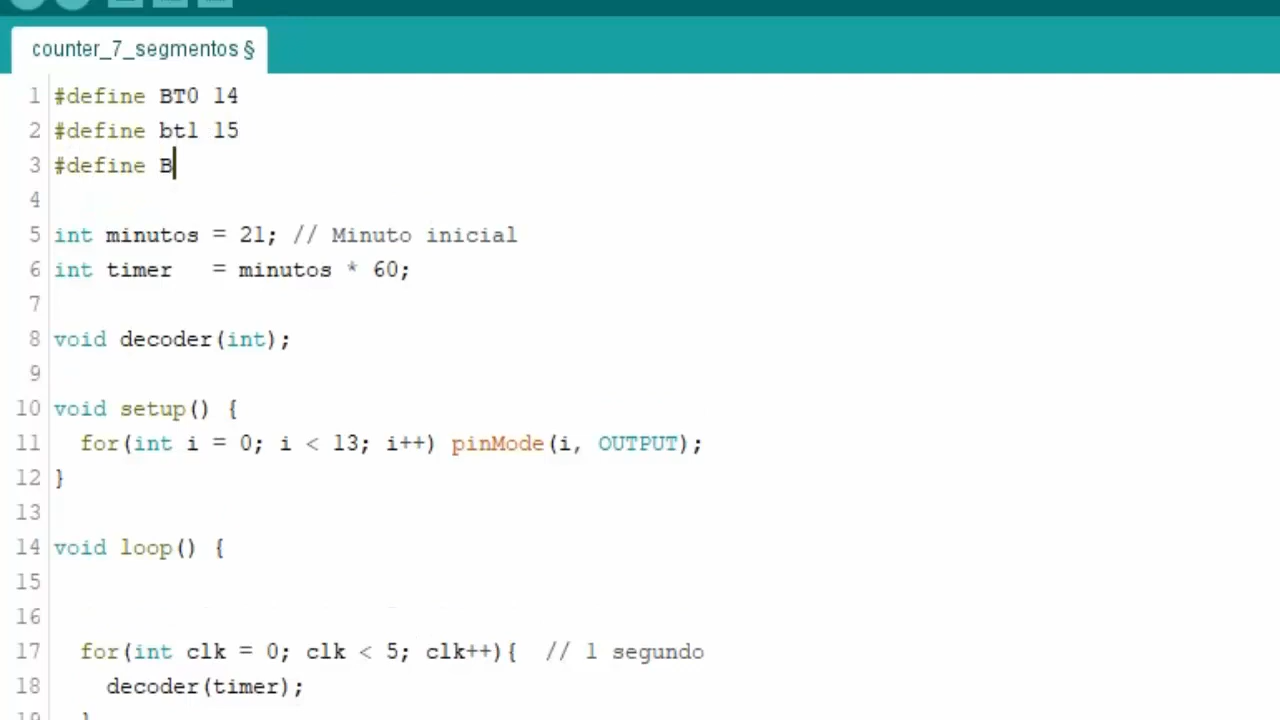 counter_7_segmentos §
1 #define BT0 14
2 #define bt1 15
3 #define B
4
5 int minutos = 21; // Minuto inicial
6 int timer   = minutos * 60;
7
8 void decoder(int);
9
10 void setup() {
11   for(int i = 0; i < 13; i++) pinMode(i, OUTPUT);
12 }
13
14 void loop() {
15
16
17   for(int clk = 0; clk < 5; clk++){  // 1 segundo
18     decoder(timer);
19   }